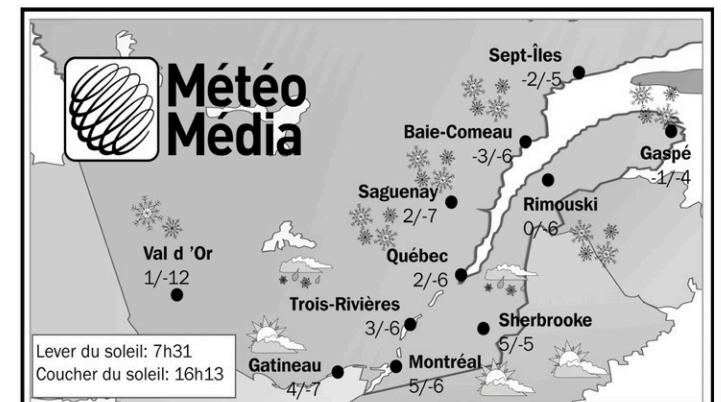 Météo
Média
Sept-Îles
-2/-5
Baie-Comeau
-3/-6
Gaspé
-1/-4
Saguenay
2/-7
Rimouski
0/-6
Val d 'Or
1/-12
Québec
2/-6
Trois-Rivières
3/-6
Sherbrooke
5/-5
Lever du soleil: 7h31
Coucher du soleil: 16h13
Gatineau
4/-7
Montréal
5/-6